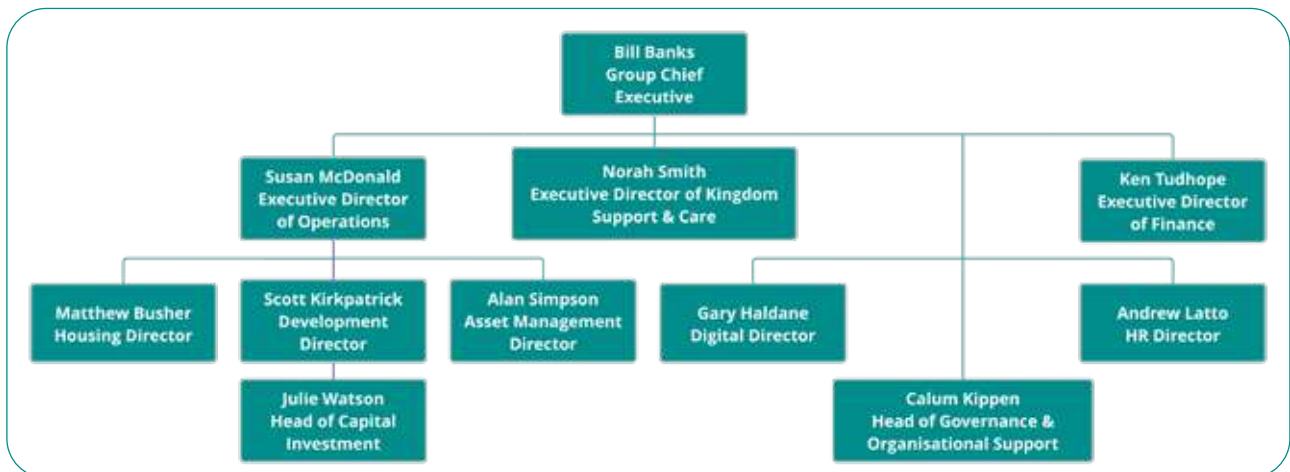 Bill Banks
Group Chief
Executive
Susan McDonald
Executive Director
of Operations
Norah Smith
Executive Director of Kingdom
Support & Care
Ken Tudhope
Executive Director
of Finance
Matthew Busher
Housing Director
Scott Kirkpatrick
Development
Director
Alan Simpson
Asset Management
Director
Gary Haldane
Digital Director
Andrew Latto
HR Director
Julie Watson
Head of Capital
Investment
Calum Kippen
Head of Governance &
Organisational Support